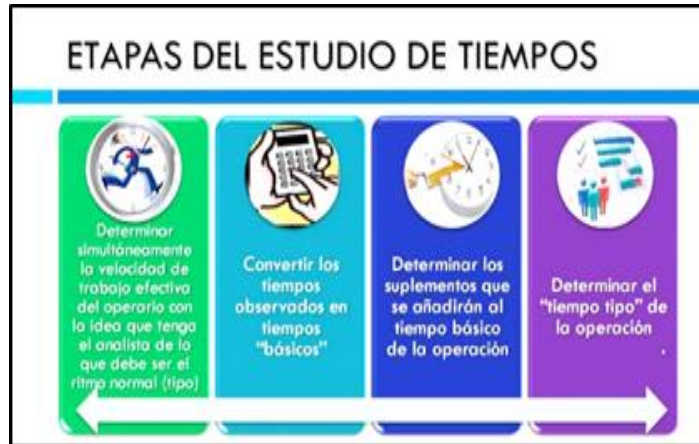 ETAPAS DEL ESTUDIO DE TIEMPOS
Determinar
simultáneamente
la velocidad de
trabajo efectiva
del operario con
la idea que tenga
el analista de lo
que debe ser el
ritmo normal (tipo)
Convertir los
tiempos
observados en
tiempos
"básicos"
Determinar los
suplementos que
se añadirán al
tiempo básico
de la operación
Determinar el
"tiempo tipo" de
la operación
.